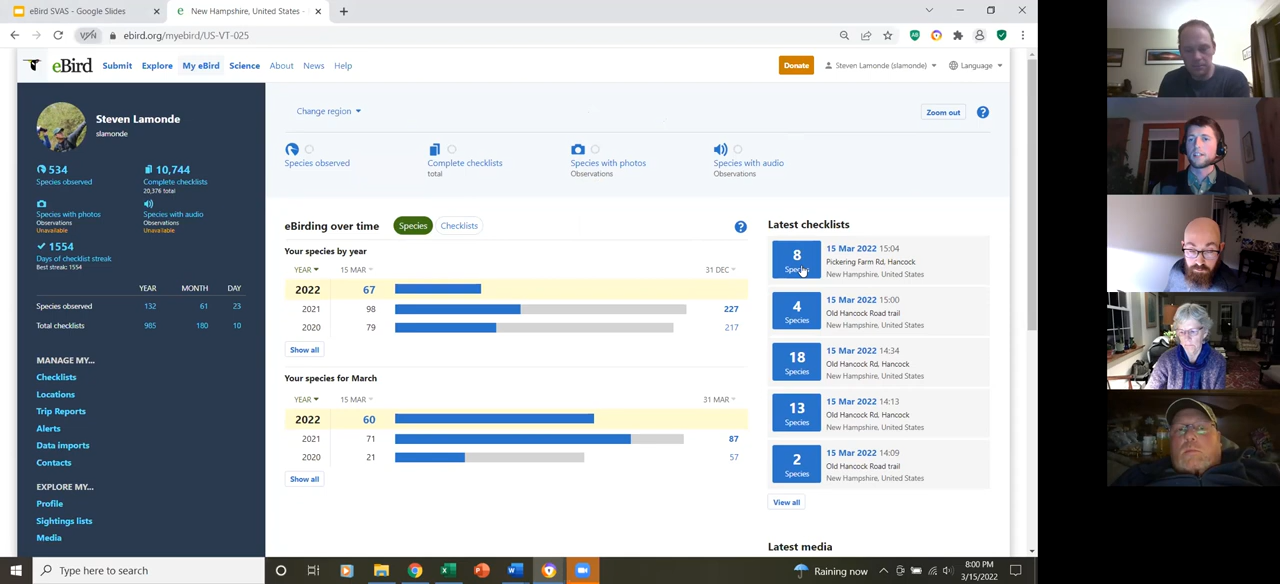 eBird SVAS - Google Slides
New Hampshire, United States -
ebird.org/myebird/US-VT-025
eBird
Submit
Explore
My eBird
Science
About
News
Help
Donate
Steven Lamonde (slamonde)
Language
Steven Lamonde
slamonde
534
Species observed
10,744
Complete checklists
20,376 total
Species with photos
Observations
Unavailable
Species with audio
Observations
Unavailable
1554
Days of checklist streak
Best streak: 1554
YEAR MONTH DAY
Species observed 132 61 23
Total checklists 985 180 10
MANAGE MY...
Checklists
Locations
Trip Reports
Alerts
Data imports
Contacts
EXPLORE MY...
Profile
Sightings lists
Media
Change region
Zoom out
Species observed
Complete checklists
total
Species with photos
Observations
Species with audio
Observations
eBirding over time
Species
Checklists
Your species by year
YEAR 15 MAR 31 DEC
2022 67
2021 98 227
2020 79 217
Show all
Your species for March
YEAR 15 MAR 31 MAR
2022 60
2021 71 87
2020 21 57
Show all
Latest checklists
8
Species
15 Mar 2022 15:04
Pickering Farm Rd, Hancock
New Hampshire, United States
4
Species
15 Mar 2022 15:00
Old Hancock Road trail
New Hampshire, United States
18
Species
15 Mar 2022 14:34
Old Hancock Rd, Hancock
New Hampshire, United States
13
Species
15 Mar 2022 14:13
Old Hancock Rd, Hancock
New Hampshire, United States
2
Species
15 Mar 2022 14:09
Old Hancock Road trail
New Hampshire, United States
View all
Latest media
Type here to search
Raining now
8:00 PM
3/15/2022